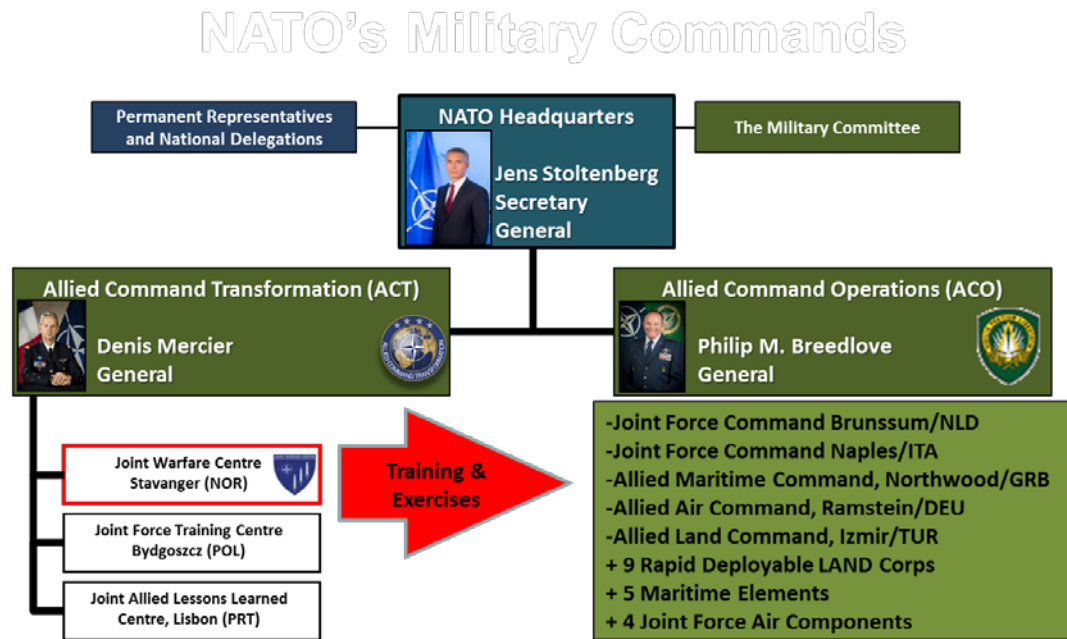 NATO's Military Commands
Permanent Representatives
and National Delegations
NATO Headquarters
Jens Stoltenberg
Secretary
General
The Military Committee
Allied Command Transformation (ACT)
Denis Mercier
General
ALLIED COMMAND TRANSFORMATION
Allied Command Operations (ACO)
Philip M. Breedlove
General
Joint Warfare Centre
Stavanger (NOR)
Joint Force Training Centre
Bydgoszcz (POL)
Joint Allied Lessons Learned
Centre, Lisbon (PRT)
Training &
Exercises
-Joint Force Command Brunssum/NLD
-Joint Force Command Naples/ITA
-Allied Maritime Command, Northwood/GRB
-Allied Air Command, Ramstein/DEU
-Allied Land Command, Izmir/TUR
+ 9 Rapid Deployable LAND Corps
+ 5 Maritime Elements
+ 4 Joint Force Air Components